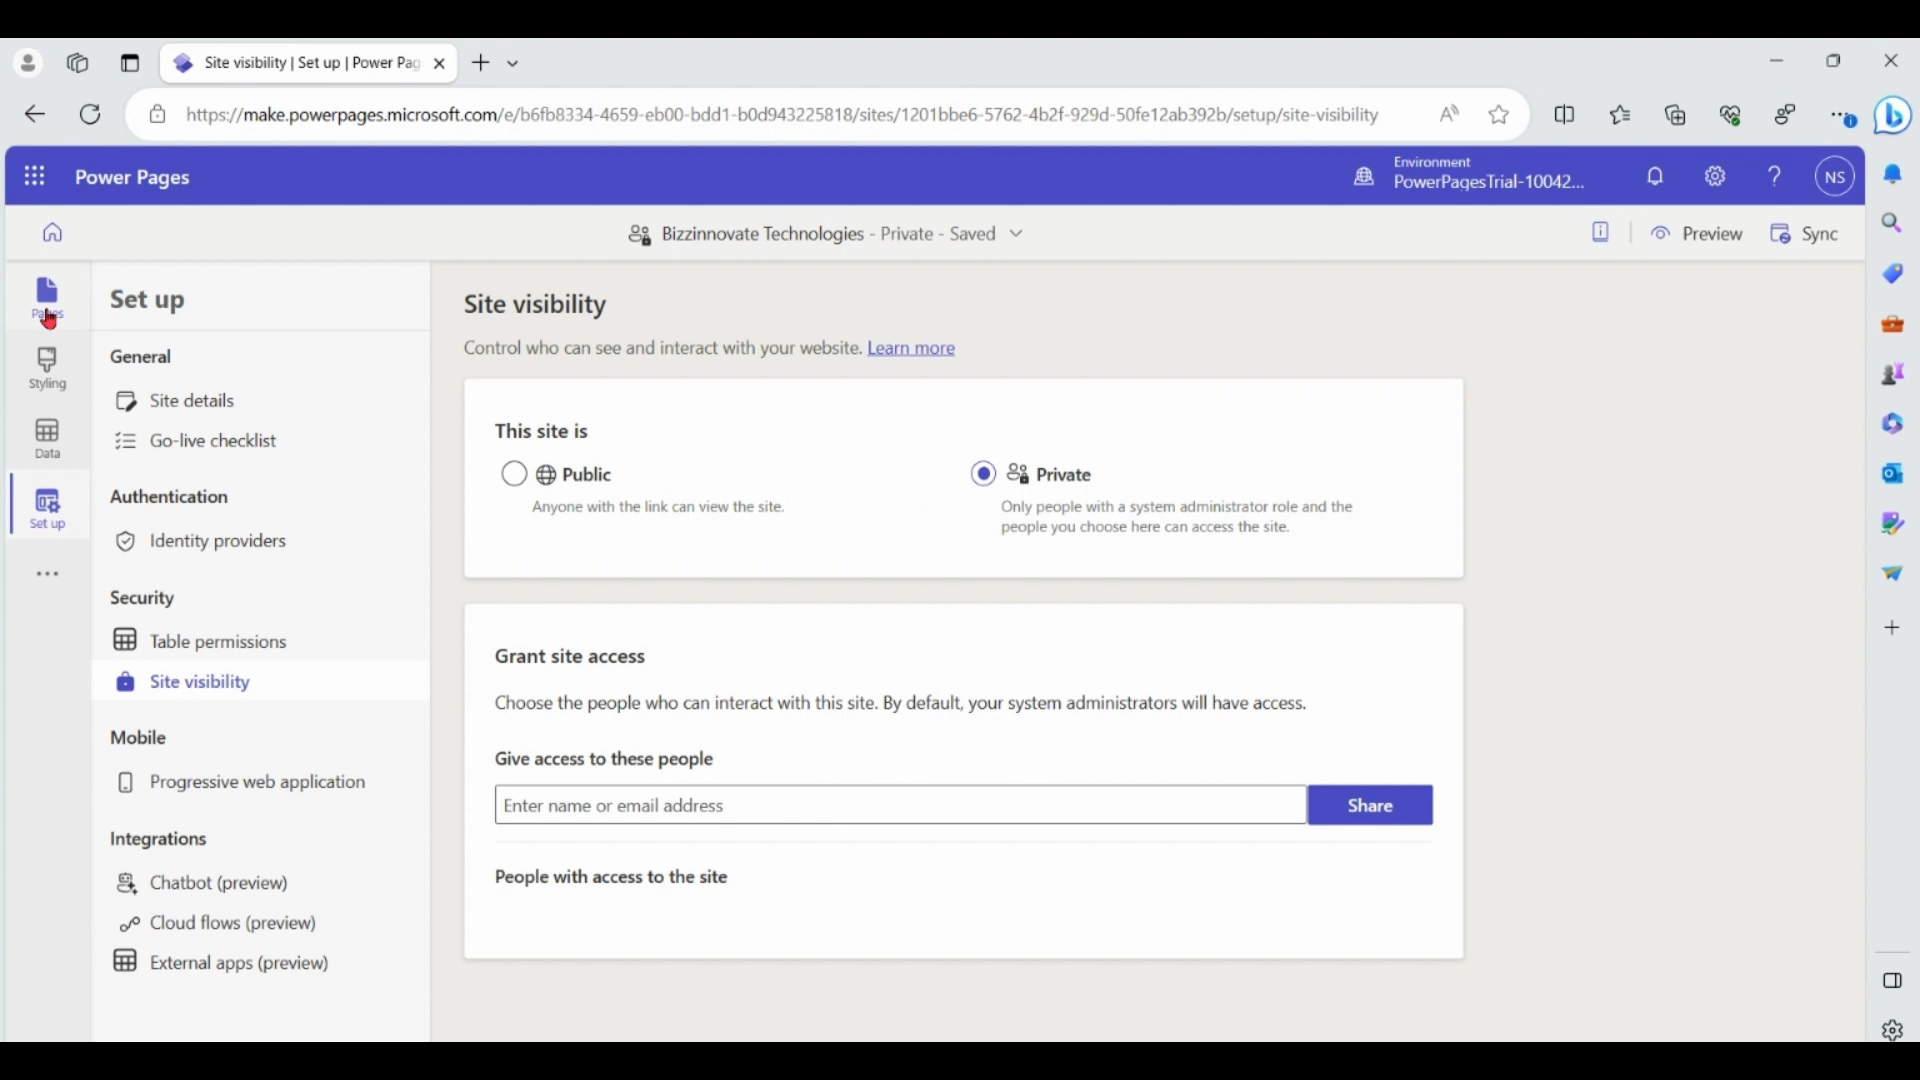 Site visibility | Set up | Power Pag
https://make.powerpages.microsoft.com/e/b6fb8334-4659-eb00-bdd1-b0d943225818/sites/1201bbe6-5762-4b2f-929d-50fe12ab392b/setup/site-visibility
Power Pages
Environment
PowerPagesTrial-10042...
NS
Bizzinnovate Technologies - Private - Saved
Preview
Sync
Pages
Styling
Data
Set up
Set up
General
Site details
Go-live checklist
Authentication
Identity providers
Security
Table permissions
Site visibility
Mobile
Progressive web application
Integrations
Chatbot (preview)
Cloud flows (preview)
External apps (preview)
Site visibility
Control who can see and interact with your website. Learn more
This site is
Public
Anyone with the link can view the site.
Private
Only people with a system administrator role and the
people you choose here can access the site.
Grant site access
Choose the people who can interact with this site. By default, your system administrators will have access.
Give access to these people
Enter name or email address
Share
People with access to the site